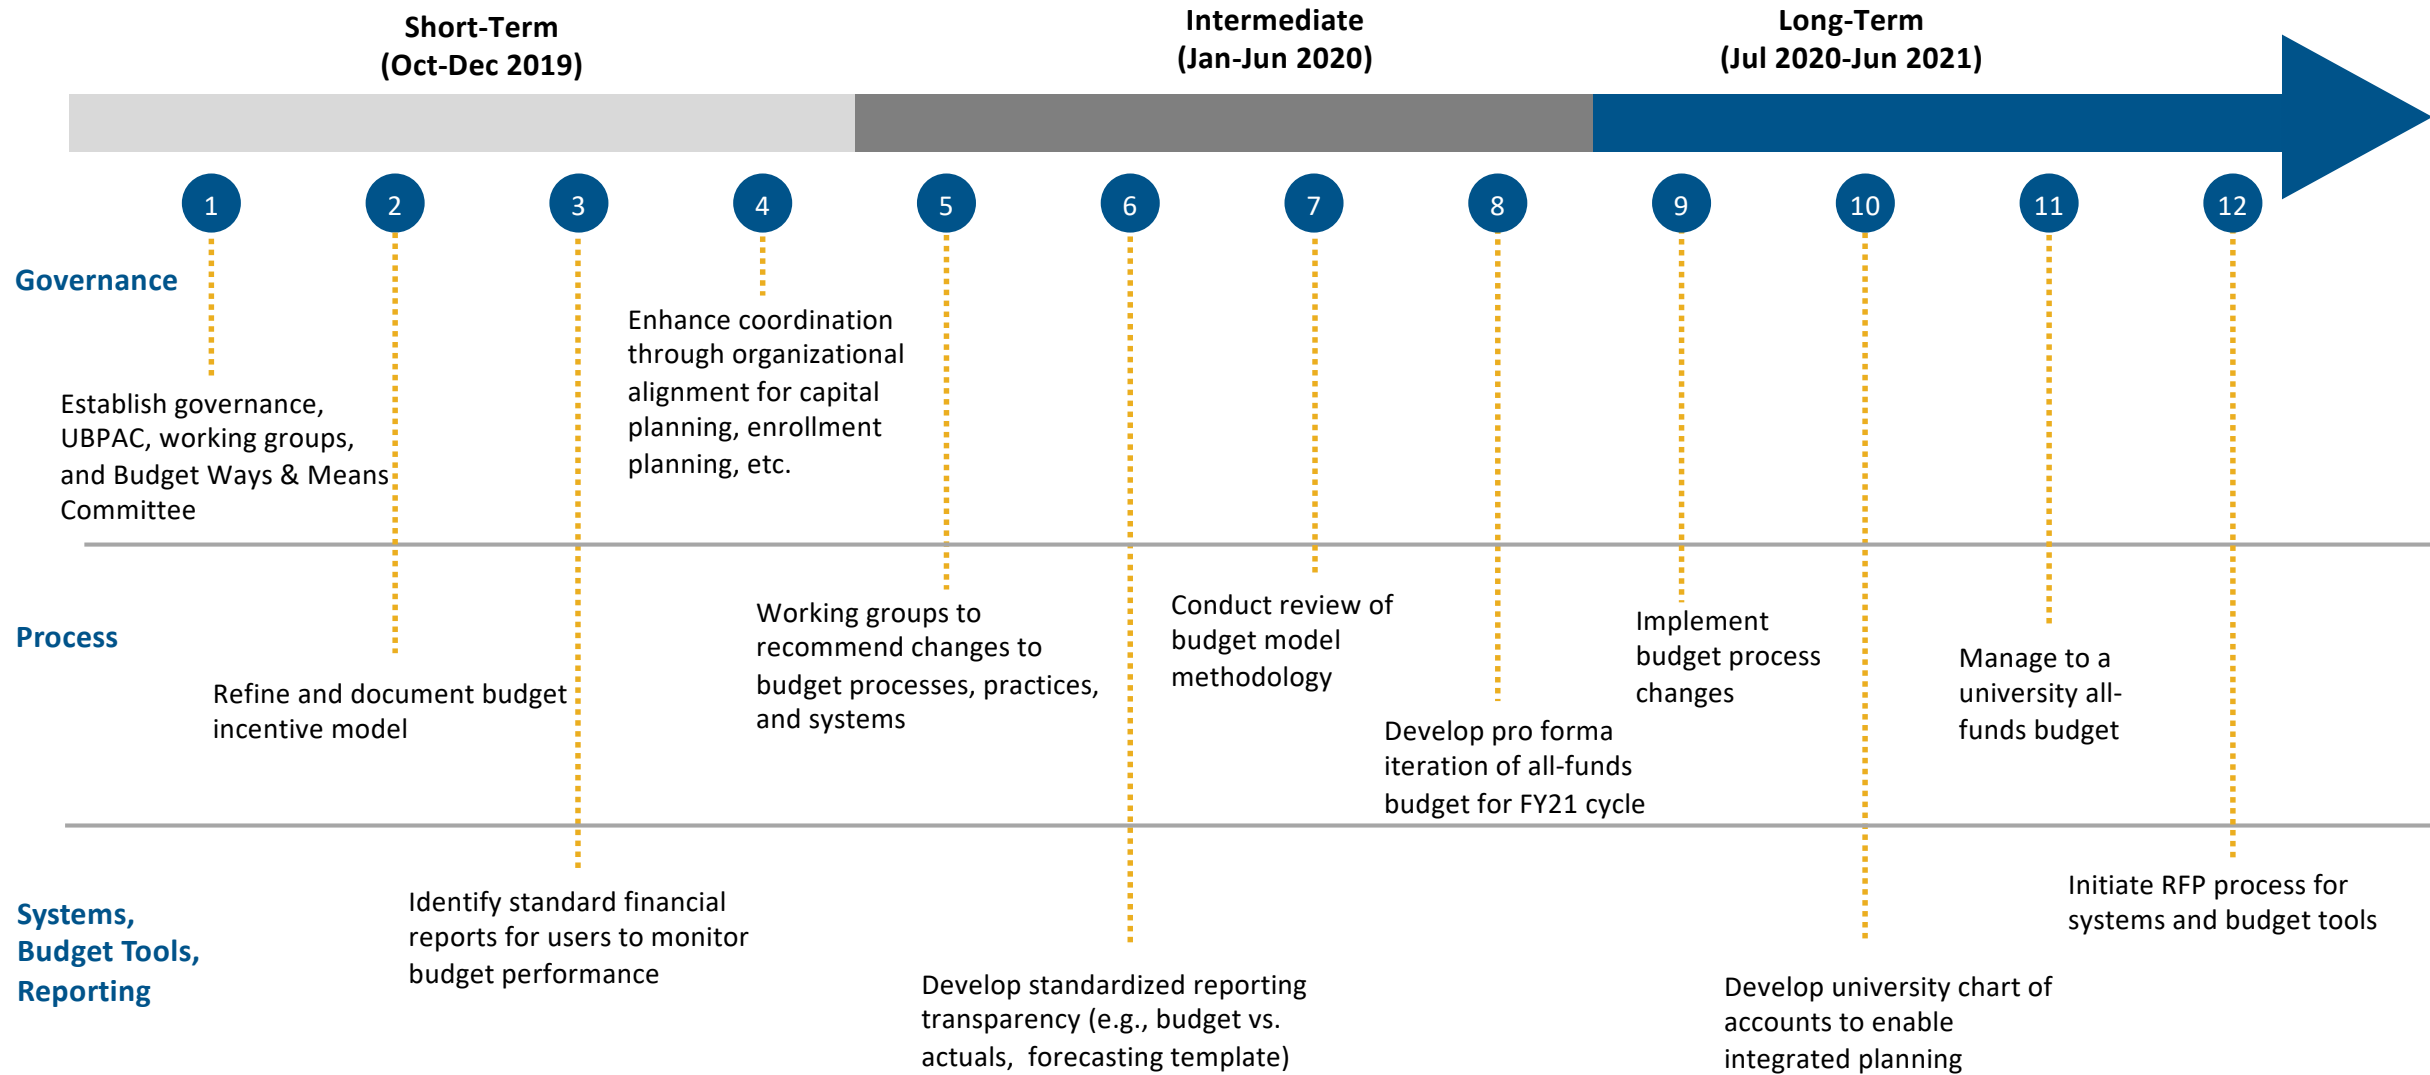 Short-Term
(Oct-Dec 2019)
Intermediate
(Jan-Jun 2020)
Long-Term
(Jul 2020-Jun 2021)
1
2
3
4
5
6
7
8
9
10
11
12
Governance
Establish governance,
UBPAC, working groups,
and Budget Ways & Means
Committee
Enhance coordination
through organizational
alignment for capital
planning, enrollment
planning, etc.
Process
Refine and document budget
incentive model
Working groups to
recommend changes to
budget processes, practices,
and systems
Conduct review of
budget model
methodology
Develop pro forma
iteration of all-funds
budget for FY21 cycle
Implement
budget process
changes
Manage to a
university all-
funds budget
Systems,
Budget Tools,
Reporting
Identify standard financial
reports for users to monitor
budget performance
Develop standardized reporting
transparency (e.g., budget vs.
actuals, forecasting template)
Develop university chart of
accounts to enable
integrated planning
Initiate RFP process for
systems and budget tools